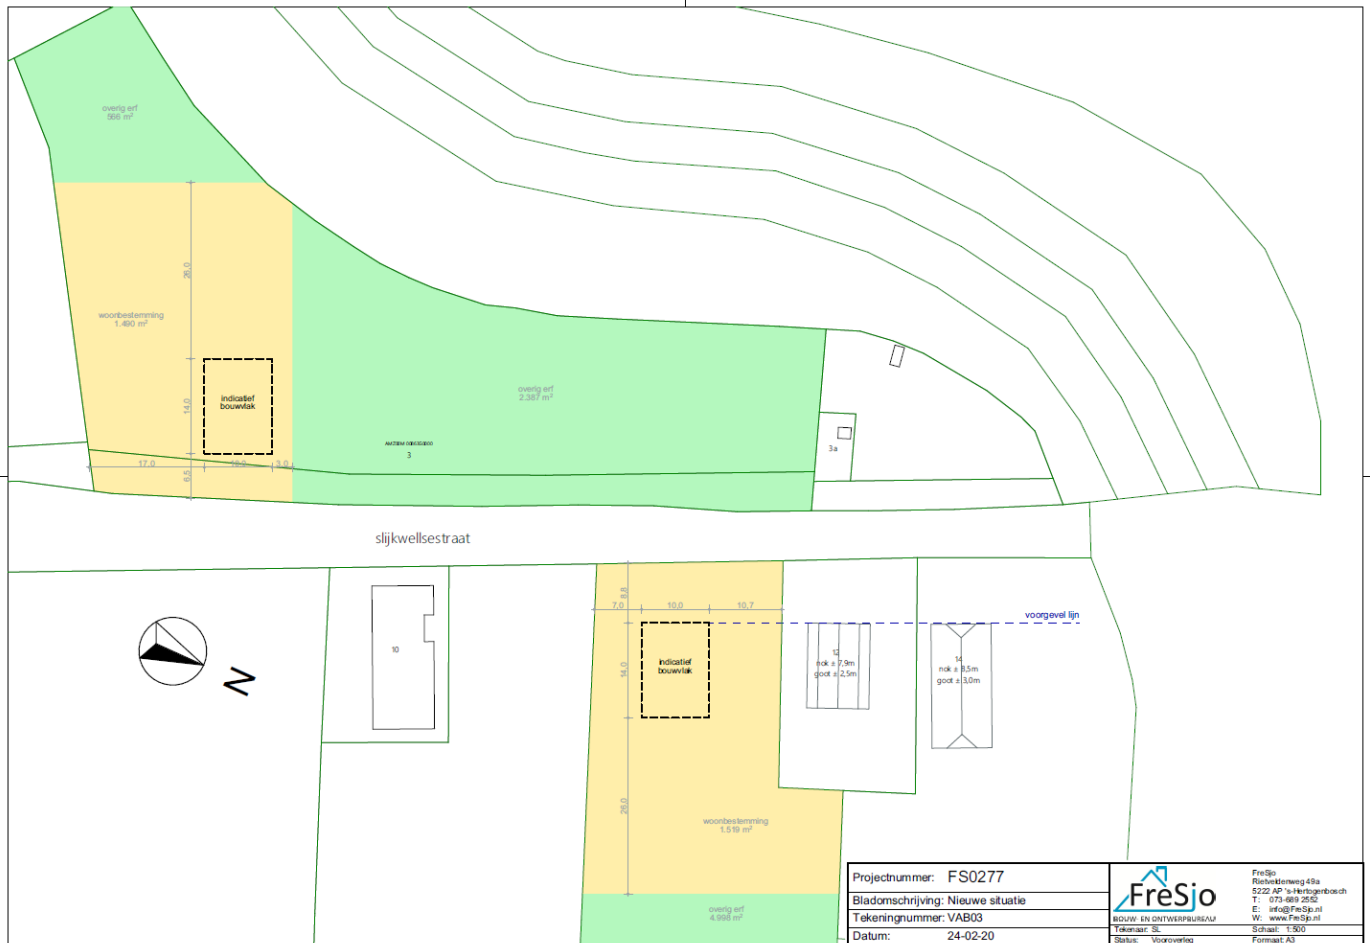 overig erf
566 m²
26,0
woonbestemming
1.490 m²
indicatief
bouwvlak
14,0
overig erf
2.387 m²
3
3a
17,0
3,0
6,5
slijkwellsestraat
8,8
7,0
10,0
10,7
voorgevel lijn
10
N
indicatief
bouwvlak
14,0
12
nok ± 7,9m
goot ± 2,5m
14
nok ± 8,5m
goot ± 3,0m
26,0
woonbestemming
1.519 m²
overig erf
4.998 m²
Projectnummer: FS0277
Bladomschrijving: Nieuwe situatie
Tekeningnummer: VAB03
Datum: 24-02-20
FreSjo
BOUW- EN ONTWERPBUREAU
FreSjo
Rietveldenweg 49a
5222 AP 's-Hertogenbosch
T: 073-689 2552
E: info@FreSjo.nl
W: www.FreSjo.nl
Tekenaar: SL
Schaal: 1:500
Status: Vooroverleg
Formaat: A3